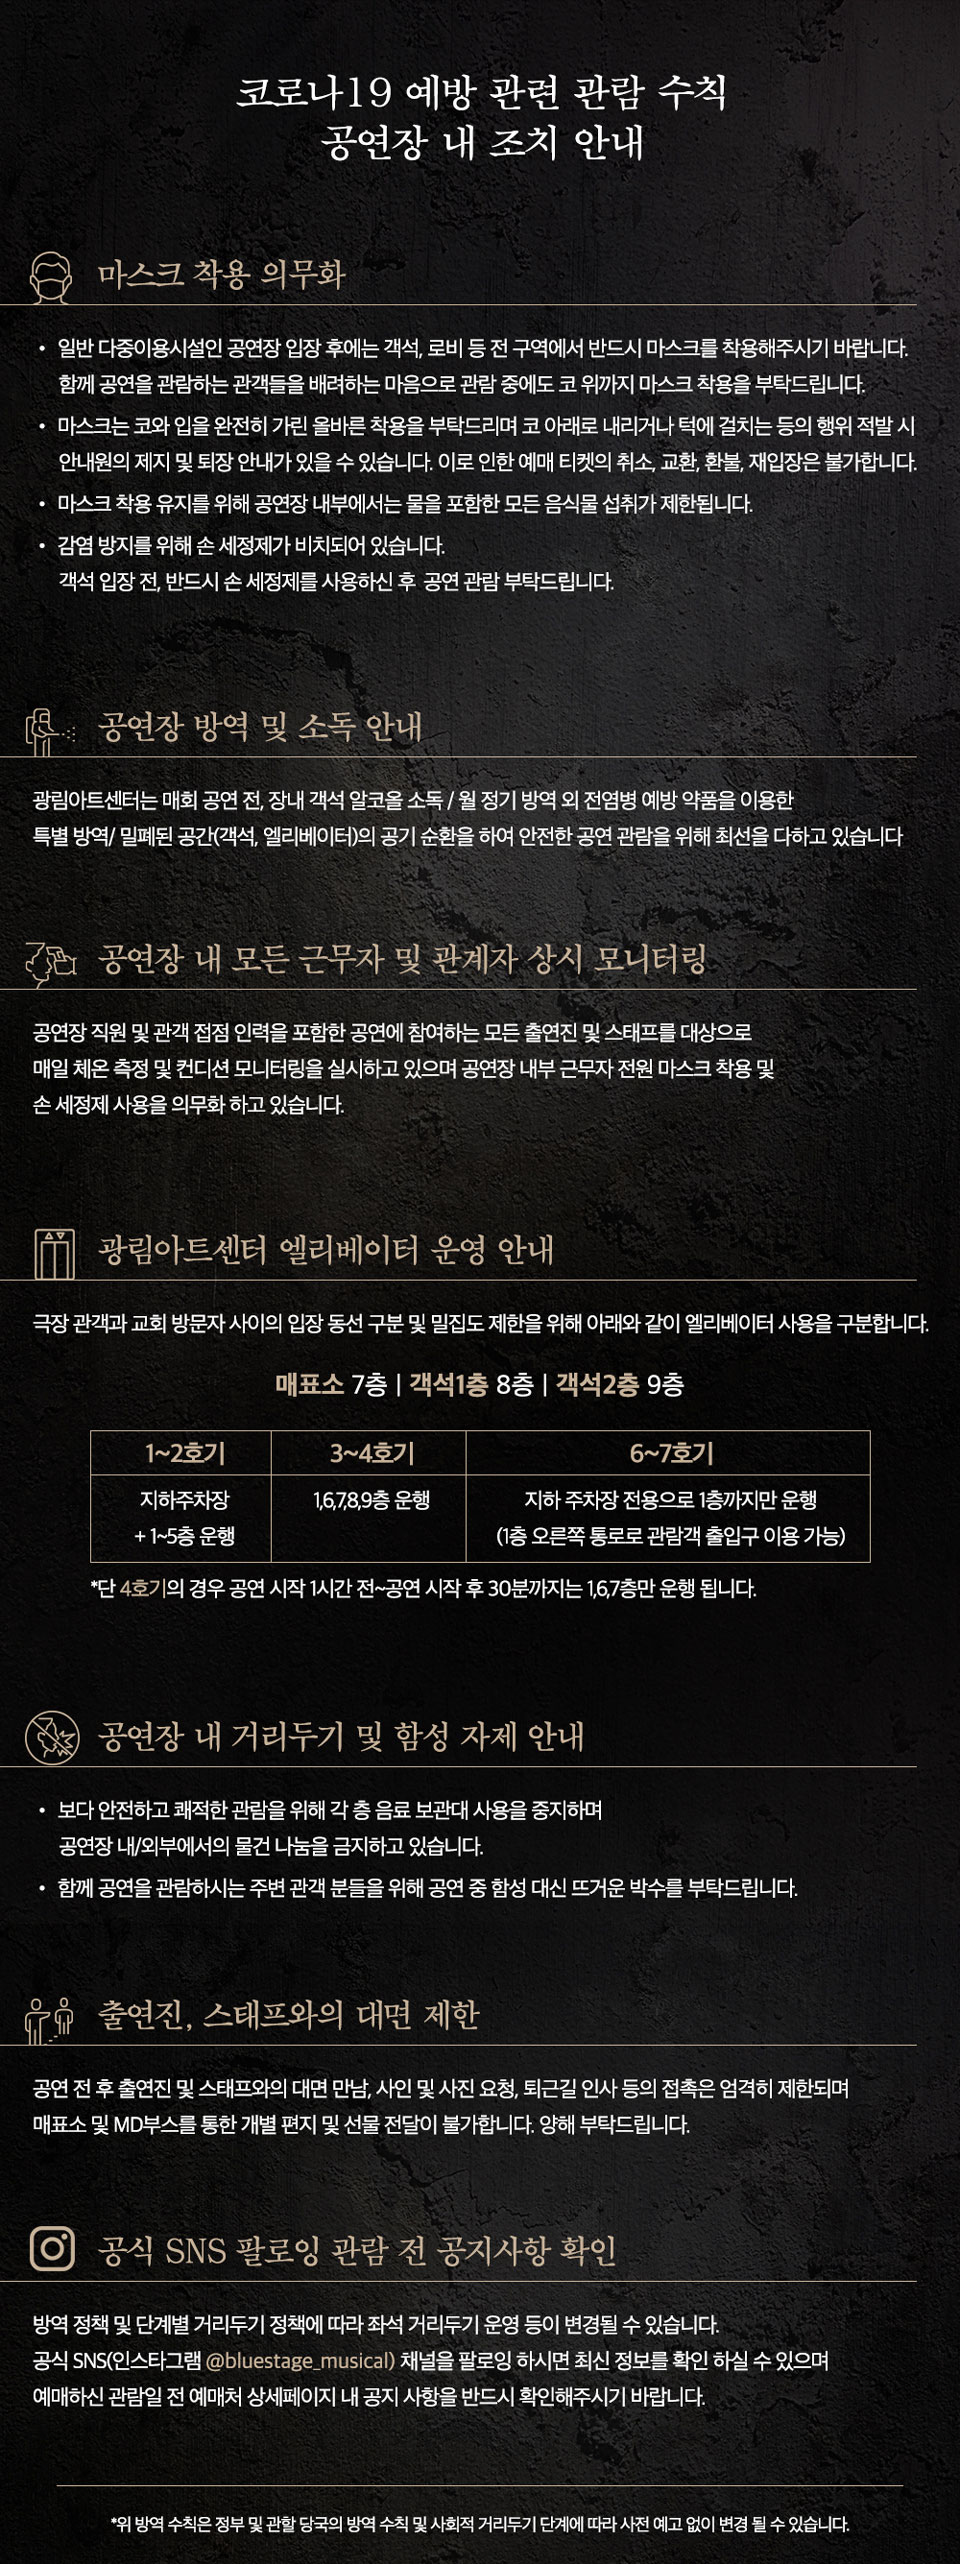 코로나19 예방 관련 관람 수칙
공연장 내 조치 안내
마스크 착용 의무화
• 일반 다중이용시설인 공연장 입장 후에는 객석, 로비 등 전 구역에서 반드시 마스크를 착용해주시기 바랍니다.
함께 공연을 관람하는 관객들을 배려하는 마음으로 관람 중에도 코 위까지 마스크 착용을 부탁드립니다.
• 마스크는 코와 입을 완전히 가린 올바른 착용을 부탁드리며 코 아래로 내리거나 턱에 걸치는 등의 행위 적발 시
안내원의 제지 및 퇴장 안내가 있을 수 있습니다. 이로 인한 예매 티켓의 취소, 교환, 환불, 재입장은 불가합니다.
• 마스크 착용 유지를 위해 공연장 내부에서는 물을 포함한 모든 음식물 섭취가 제한됩니다.
• 감염 방지를 위해 손 세정제가 비치되어 있습니다.
객석 입장 전, 반드시 손 세정제를 사용하신 후 공연 관람 부탁드립니다.
공연장 방역 및 소독 안내
광림아트센터는 매회 공연 전, 장내 객석 알코올 소독 / 월 정기 방역 외 전염병 예방 약품을 이용한
특별 방역/ 밀폐된 공간(객석, 엘리베이터)의 공기 순환을 하여 안전한 공연 관람을 위해 최선을 다하고 있습니다
공연장 내 모든 근무자 및 관계자 상시 모니터링
공연장 직원 및 관객 접점 인력을 포함한 공연에 참여하는 모든 출연진 및 스태프를 대상으로
매일 체온 측정 및 컨디션 모니터링을 실시하고 있으며 공연장 내부 근무자 전원 마스크 착용 및
손 세정제 사용을 의무화 하고 있습니다.
광림아트센터 엘리베이터 운영 안내
극장 관객과 교회 방문자 사이의 입장 동선 구분 및 밀집도 제한을 위해 아래와 같이 엘리베이터 사용을 구분합니다.
매표소 7층 | 객석1층 8층 | 객석2층 9층
1~2호기 3~4호기 6~7호기
지하주차장 1,6,7,8,9층 운행 지하 주차장 전용으로 1층까지만 운행
+ 1~5층 운행 (1층 오른쪽 통로로 관람객 출입구 이용 가능)
*단 4호기의 경우 공연 시작 1시간 전~공연 시작 후 30분까지는 1,6,7층만 운행 됩니다.
공연장 내 거리두기 및 함성 자제 안내
• 보다 안전하고 쾌적한 관람을 위해 각 층 음료 보관대 사용을 중지하며
공연장 내/외부에서의 물건 나눔을 금지하고 있습니다.
• 함께 공연을 관람하시는 주변 관객 분들을 위해 공연 중 함성 대신 뜨거운 박수를 부탁드립니다.
출연진, 스태프와의 대면 제한
공연 전 후 출연진 및 스태프와의 대면 만남, 사인 및 사진 요청, 퇴근길 인사 등의 접촉은 엄격히 제한되며
매표소 및 MD부스를 통한 개별 편지 및 선물 전달이 불가합니다. 양해 부탁드립니다.
공식 SNS 팔로잉 관람 전 공지사항 확인
방역 정책 및 단계별 거리두기 정책에 따라 좌석 거리두기 운영 등이 변경될 수 있습니다.
공식 SNS(인스타그램 @bluestage_musical) 채널을 팔로잉 하시면 최신 정보를 확인 하실 수 있으며
예매하신 관람일 전 예매처 상세페이지 내 공지 사항을 반드시 확인해주시기 바랍니다.
*위 방역 수칙은 정부 및 관할 당국의 방역 수칙 및 사회적 거리두기 단계에 따라 사전 예고 없이 변경 될 수 있습니다.